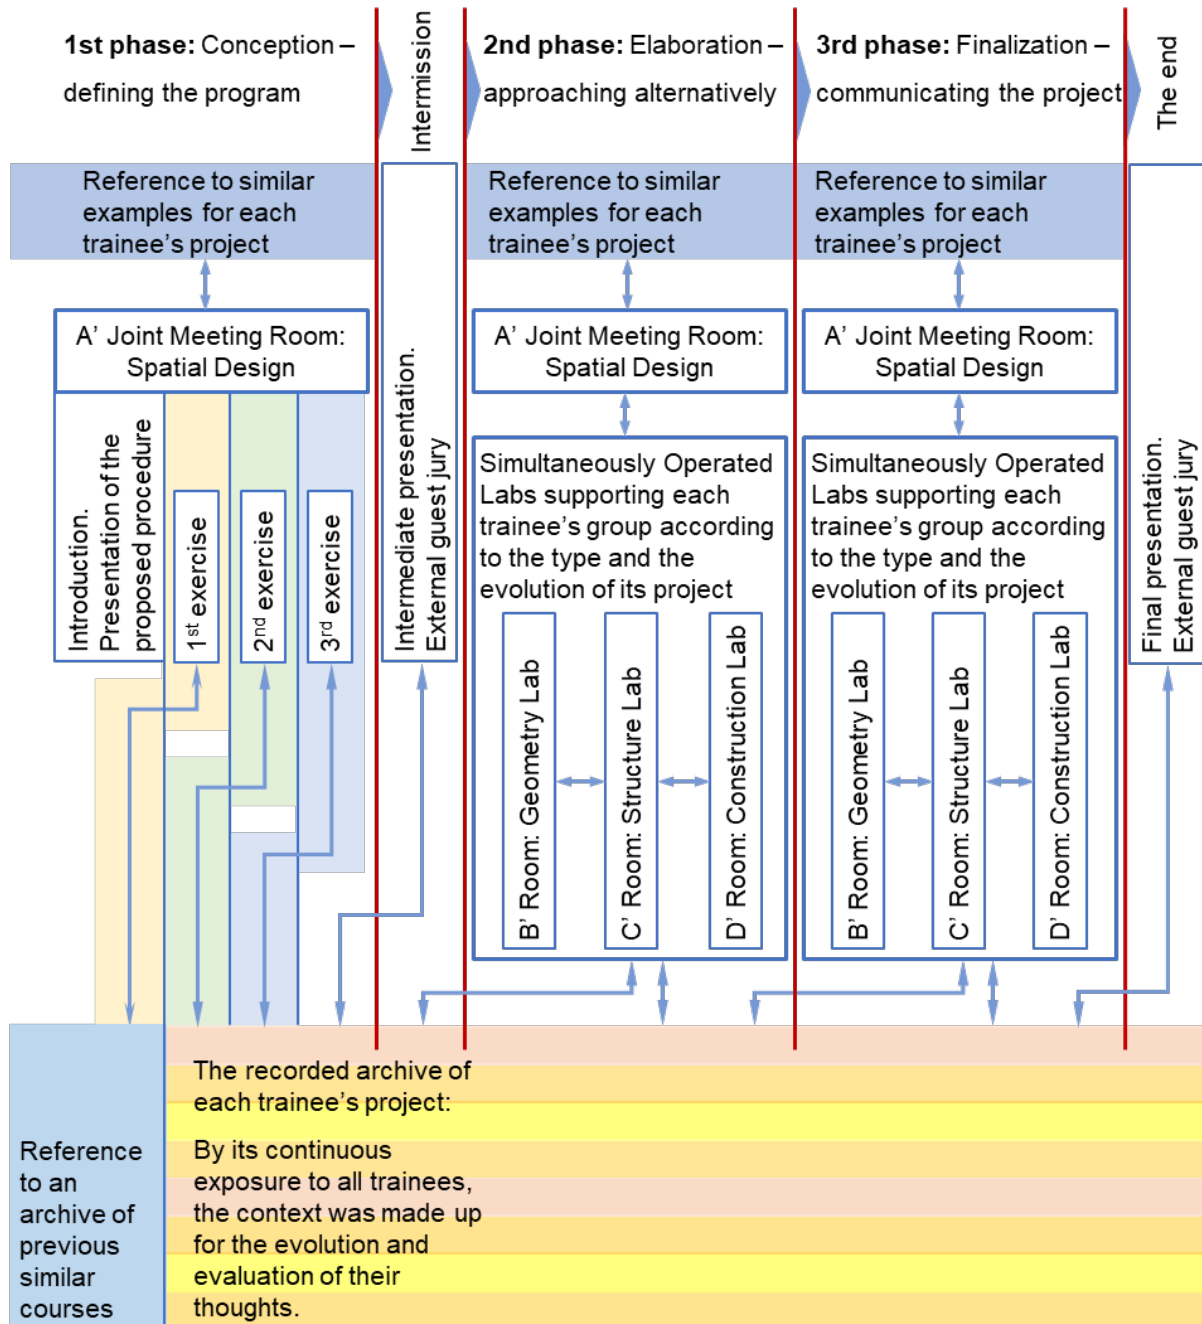 1st phase: Conception –
defining the program
Intermission
2nd phase: Elaboration –
approaching alternatively
3rd phase: Finalization –
communicating the project
The end
Reference to similar
examples for each
trainee’s project
Reference to similar
examples for each
trainee’s project
Reference to similar
examples for each
trainee’s project
A’ Joint Meeting Room:
Spatial Design
A’ Joint Meeting Room:
Spatial Design
A’ Joint Meeting Room:
Spatial Design
Introduction.
Presentation of the
proposed procedure
1st exercise
2nd exercise
3rd exercise
Intermediate presentation.
External guest jury
Simultaneously Operated
Labs supporting each
trainee’s group according
to the type and the
evolution of its project
B’ Room: Geometry Lab
C’ Room: Structure Lab
D’ Room: Construction Lab
Simultaneously Operated
Labs supporting each
trainee’s group according
to the type and the
evolution of its project
B’ Room: Geometry Lab
C’ Room: Structure Lab
D’ Room: Construction Lab
Final presentation.
External guest jury
Reference
to an
archive of
previous
similar
courses
The recorded archive of
each trainee’s project:
By its continuous
exposure to all trainees,
the context was made up
for the evolution and
evaluation of their
thoughts.